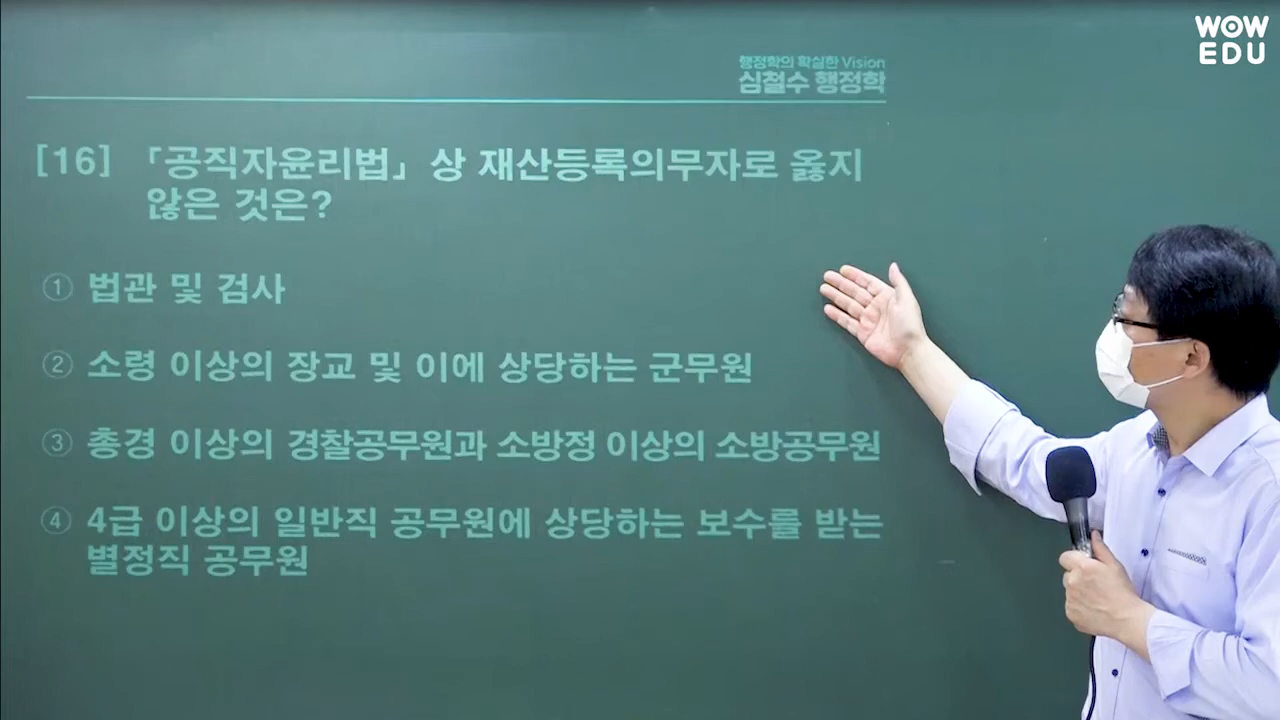 WOW
EDU
행정학의 확실한 Vision
심철수 행정학
[16] 「공직자윤리법」 상 재산등록의무자로 옳지
않은 것은?
① 법관 및 검사
② 소령 이상의 장교 및 이에 상당하는 군무원
③ 총경 이상의 경찰공무원과 소방정 이상의 소방공무원
④ 4급 이상의 일반직 공무원에 상당하는 보수를 받는
별정직 공무원